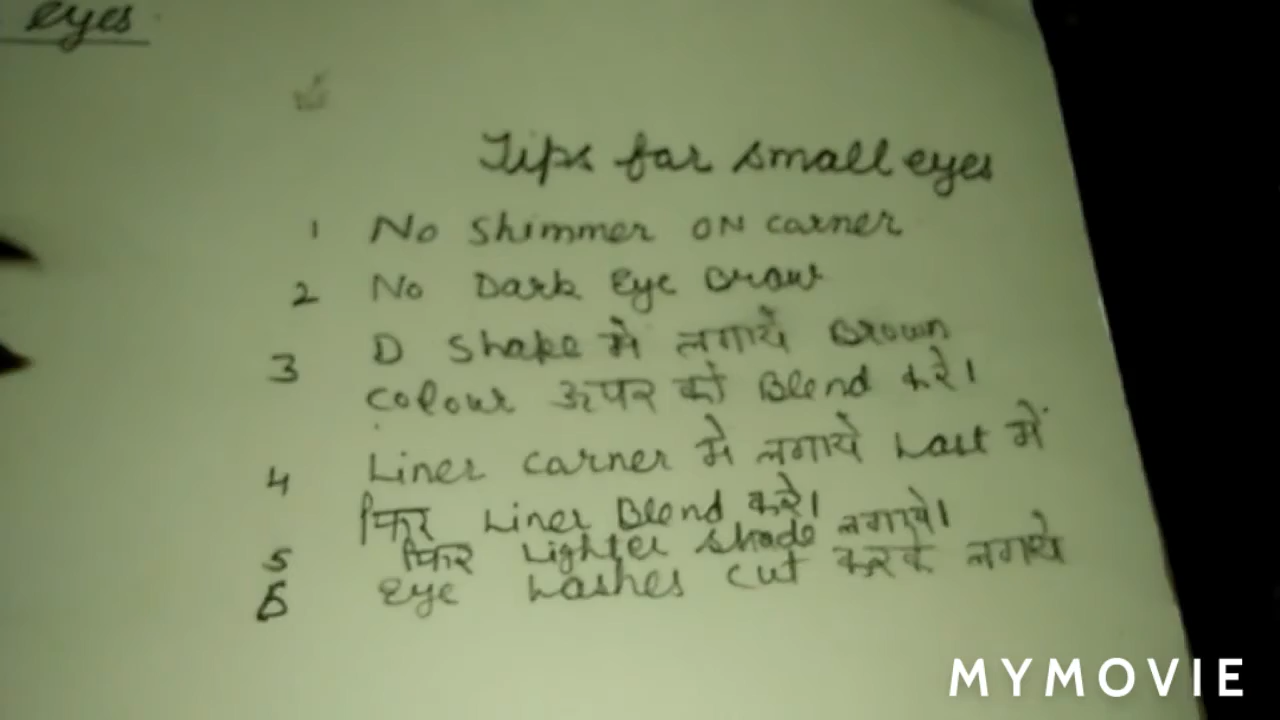 eyes
Tips for small eyes
1 No shimmer ON carner
2 No Dark Eye Brow
3 D shape में लगाये Brown
colour ऊपर को Blend करे।
4 Liner carner मे लगाये Last में
फिर Liner Blend करे।
5 फिर Lighter shade लगाये।
6 Eye Lashes cut करके लगाये
MYMOVIE